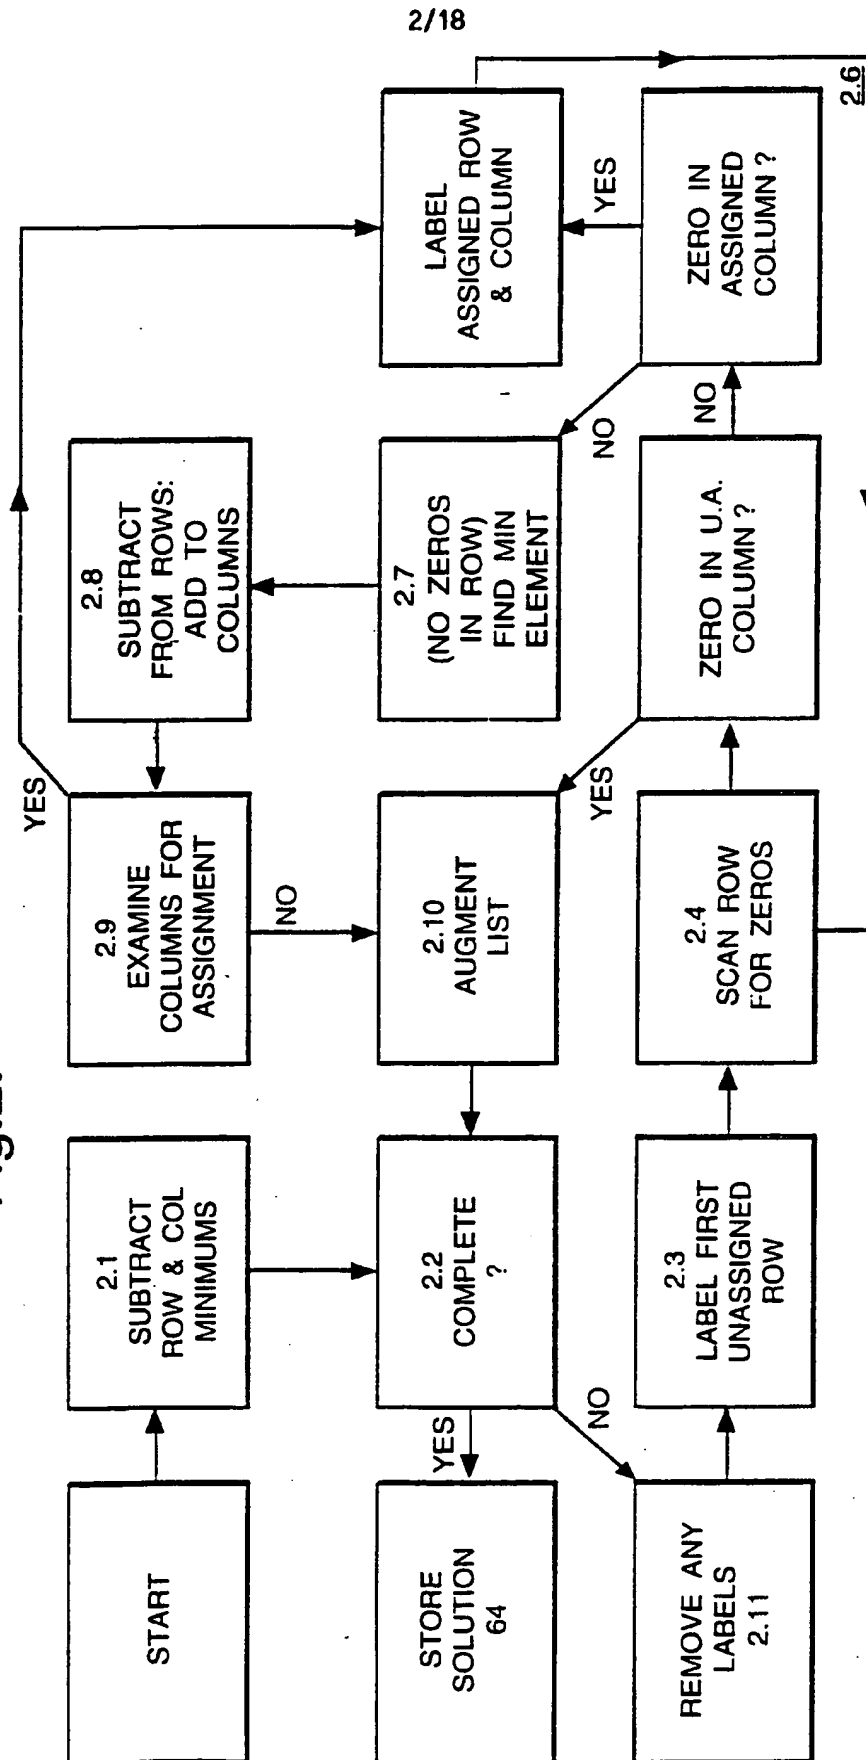 2/18
START
2.1
SUBTRACT
ROW & COL
MINIMUMS
2.9
EXAMINE
COLUMNS FOR
ASSIGNMENT
YES
NO
2.8
SUBTRACT
FROM ROWS:
ADD TO
COLUMNS
STORE
SOLUTION
64
YES
2.2
COMPLETE
?
NO
2.10
AUGMENT
LIST
YES
2.7
(NO ZEROS
IN ROW)
FIND MIN
ELEMENT
NO
LABEL
ASSIGNED ROW
& COLUMN
YES
REMOVE ANY
LABELS
2.11
2.3
LABEL FIRST
UNASSIGNED
ROW
2.4
SCAN ROW
FOR ZEROS
ZERO IN U.A.
COLUMN ?
NO
ZERO IN
ASSIGNED
COLUMN ?
2.6